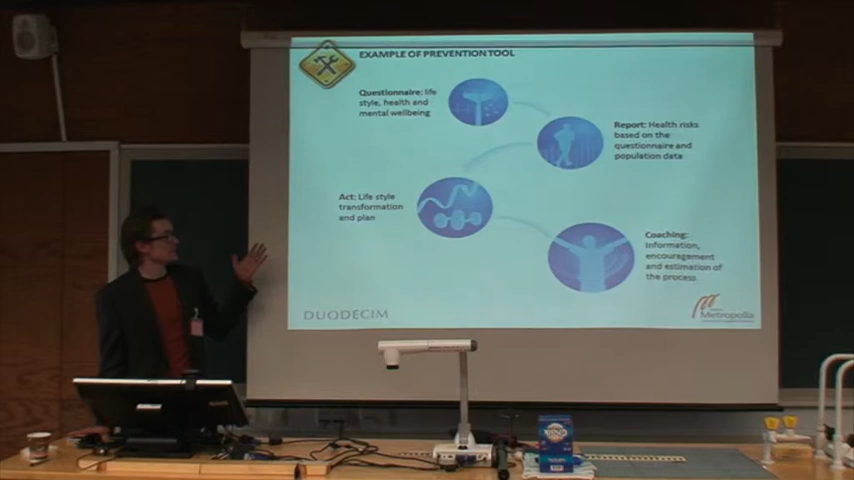 EXAMPLE OF PREVENTION TOOL
Questionnaire: life
style, health and
mental wellbeing
Report: Health risks
based on the
questionnaire and
population data
Act: Life style
transformation
and plan
Coaching:
Information,
encouragement
and estimation of
the process
DUODECIM
Metropolia